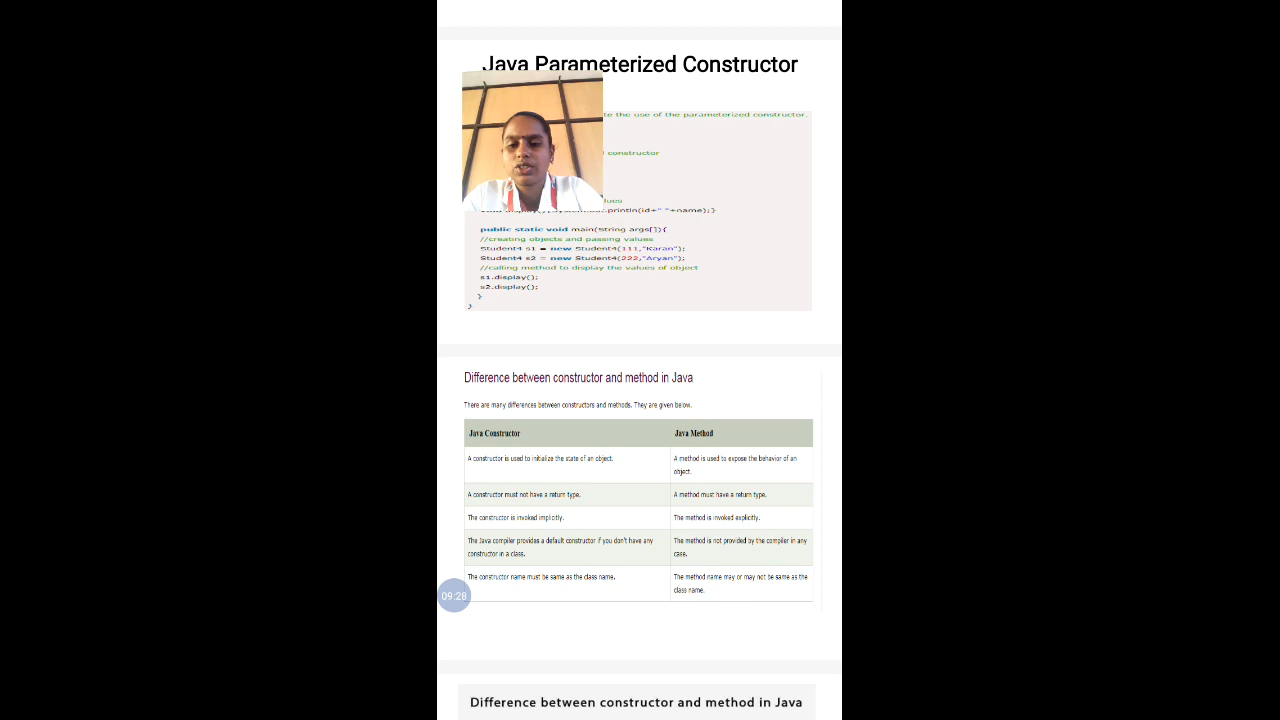 Java Parameterized Constructor
te the use of the parameterized constructor.
constructor
lues
println(id+" "+name);}
public static void main(String args[]){
//creating objects and passing values
Student4 s1 = new Student4(111,"Karan");
Student4 s2 = new Student4(222,"Aryan");
//calling method to display the values of object
s1.display();
s2.display();
}
}
Difference between constructor and method in Java
There are many differences between constructors and methods. They are given below.
Java Constructor Java Method
A constructor is used to initialize the state of an object. A method is used to expose the behavior of an
object.
A constructor must not have a return type. A method must have a return type.
The constructor is invoked implicitly. The method is invoked explicitly.
The Java compiler provides a default constructor if you don't have any The method is not provided by the compiler in any
constructor in a class. case.
The constructor name must be same as the class name. The method name may or may not be same as the
class name.
09:28
Difference between constructor and method in Java